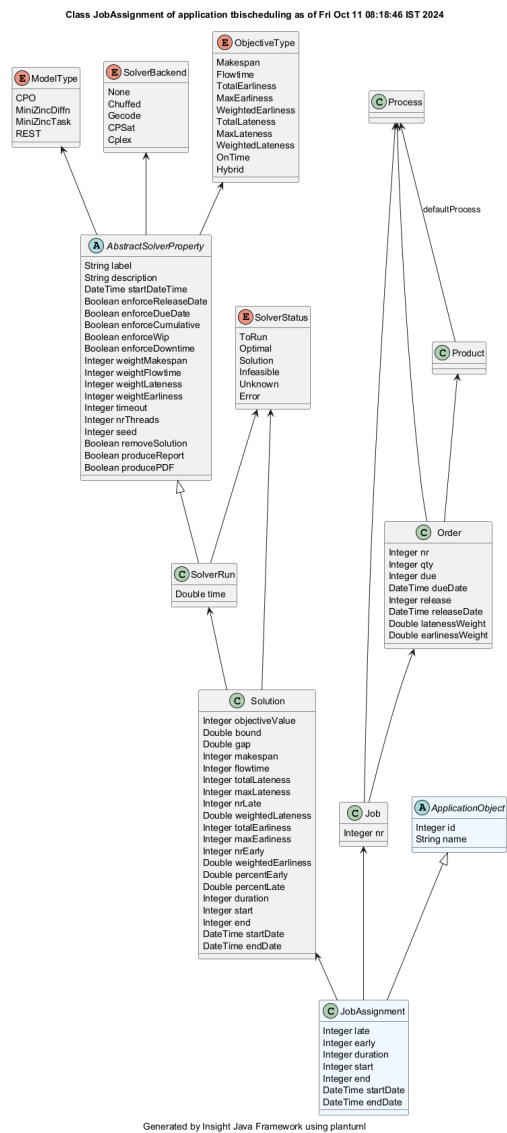 Class JobAssignment of application tbischeduling as of Fri Oct 11 08:18:46 IST 2024
E ObjectiveType
Makespan
Flowtime
TotalEarliness
MaxEarliness
WeightedEarliness
TotalLateness
MaxLateness
WeightedLateness
OnTime
Hybrid
E SolverBackend
None
Chuffed
Gecode
CPSat
Cplex
E ModelType
CPO
MiniZincDiffn
MiniZincTask
REST
C Process
defaultProcess
A AbstractSolverProperty
String label
String description
DateTime startDateTime
Boolean enforceReleaseDate
Boolean enforceDueDate
Boolean enforceCumulative
Boolean enforceWip
Boolean enforceDowntime
Integer weightMakespan
Integer weightFlowtime
Integer weightLateness
Integer weightEarliness
Integer timeout
Integer nrThreads
Integer seed
Boolean removeSolution
Boolean produceReport
Boolean producePDF
E SolverStatus
ToRun
Optimal
Solution
Infeasible
Unknown
Error
C Product
C Order
Integer nr
Integer qty
Integer due
DateTime dueDate
Integer release
DateTime releaseDate
Double latenessWeight
Double earlinessWeight
C SolverRun
Double time
C Solution
Integer objectiveValue
Double bound
Double gap
Integer makespan
Integer flowtime
Integer totalLateness
Integer maxLateness
Integer nrLate
Double weightedLateness
Integer totalEarliness
Integer maxEarliness
Integer nrEarly
Double weightedEarliness
Double percentEarly
Double percentLate
Integer duration
Integer start
Integer end
DateTime startDate
DateTime endDate
C Job
Integer nr
A ApplicationObject
Integer id
String name
C JobAssignment
Integer late
Integer early
Integer duration
Integer start
Integer end
DateTime startDate
DateTime endDate
Generated by Insight Java Framework using plantuml